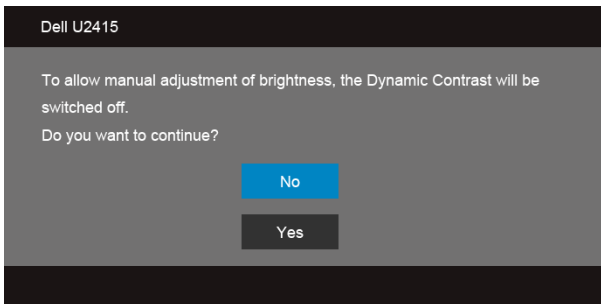 Dell U2415
To allow manual adjustment of brightness, the Dynamic Contrast will be
switched off.
Do you want to continue?
No
Yes